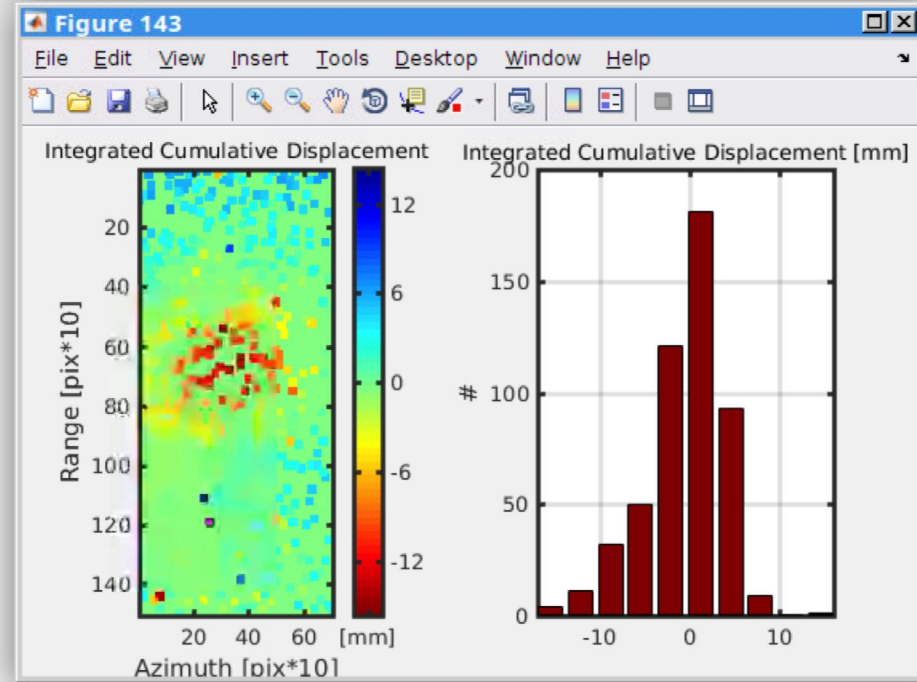 Figure 143
File Edit View Insert Tools Desktop Window Help
Integrated Cumulative Displacement
20
40
60
80
100
120
140
Range [pix*10]
20 40 60
Azimuth [pix*10]
12
6
0
-6
-12
[mm]
Integrated Cumulative Displacement [mm]
200
150
100
50
0
#
-10 0 10